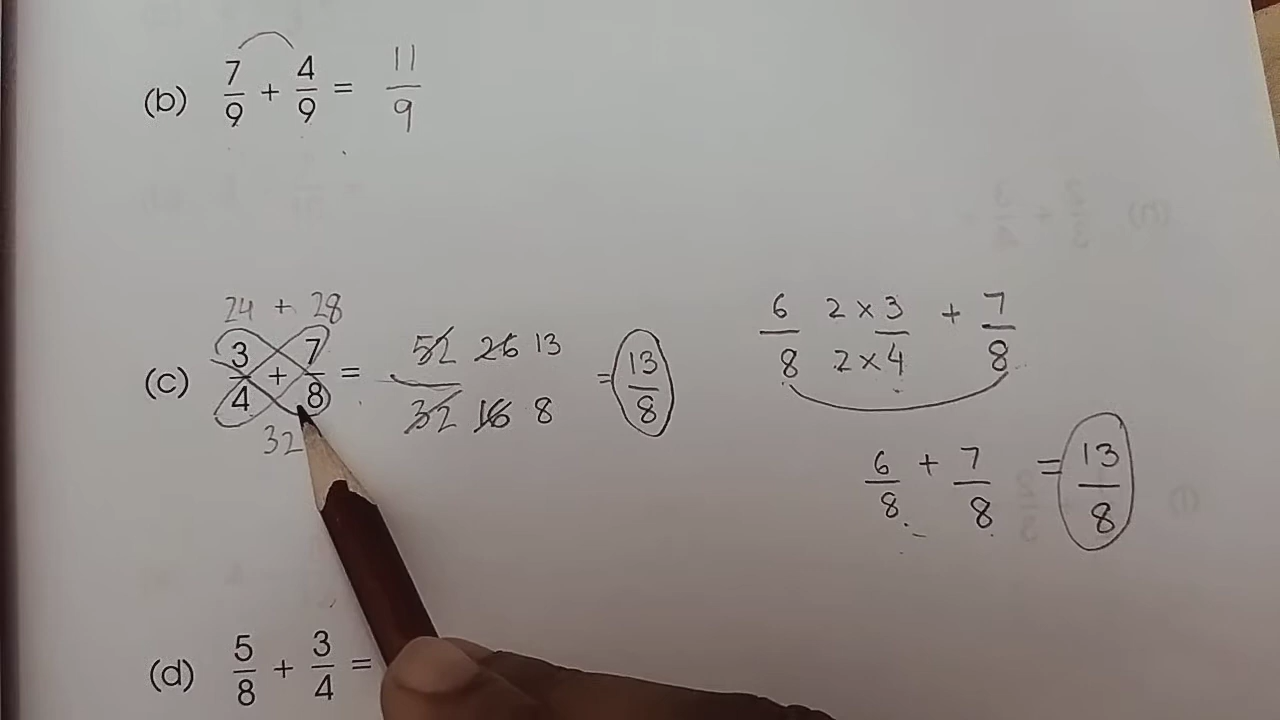 (b) 7/9 + 4/9 = 11/9
24 + 28
(c) 3/4 + 7/8 = 52/32 26/16 13/8 = 13/8
32
6/8 2 × 3/2 × 4 + 7/8
6/8 + 7/8 = 13/8
(d) 5/8 + 3/4 =